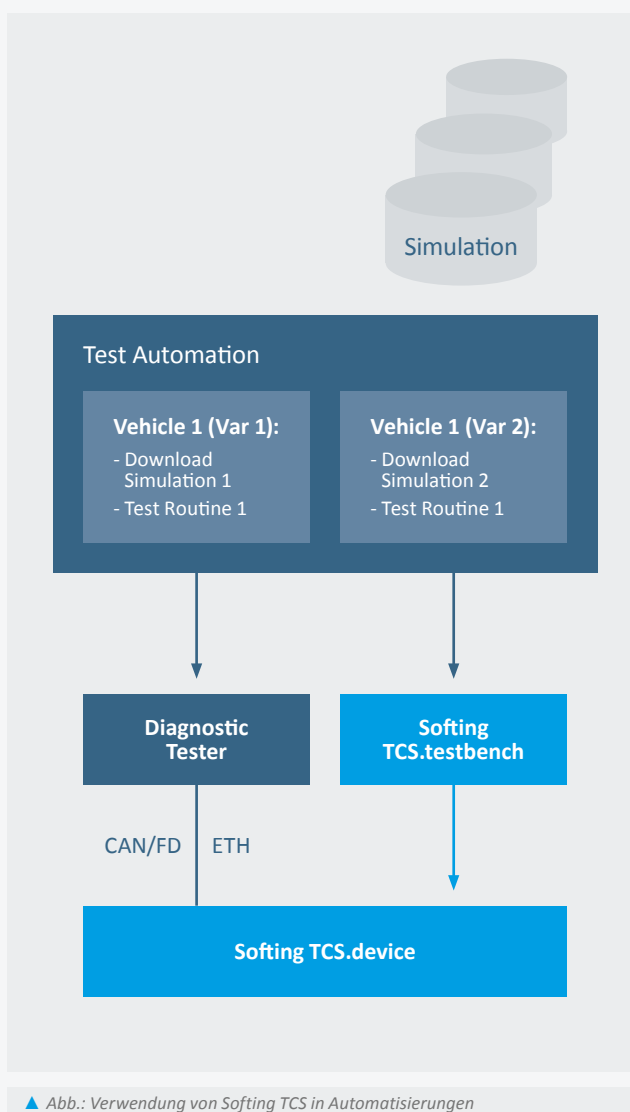 Simulation
Test Automation
Vehicle 1 (Var 1):
- Download
Simulation 1
- Test Routine 1
Vehicle 1 (Var 2):
- Download
Simulation 2
- Test Routine 1
Diagnostic
Tester
Softing
TCS.testbench
CAN/FD
ETH
Softing TCS.device
▲ Abb.: Verwendung von Softing TCS in Automatisierungen